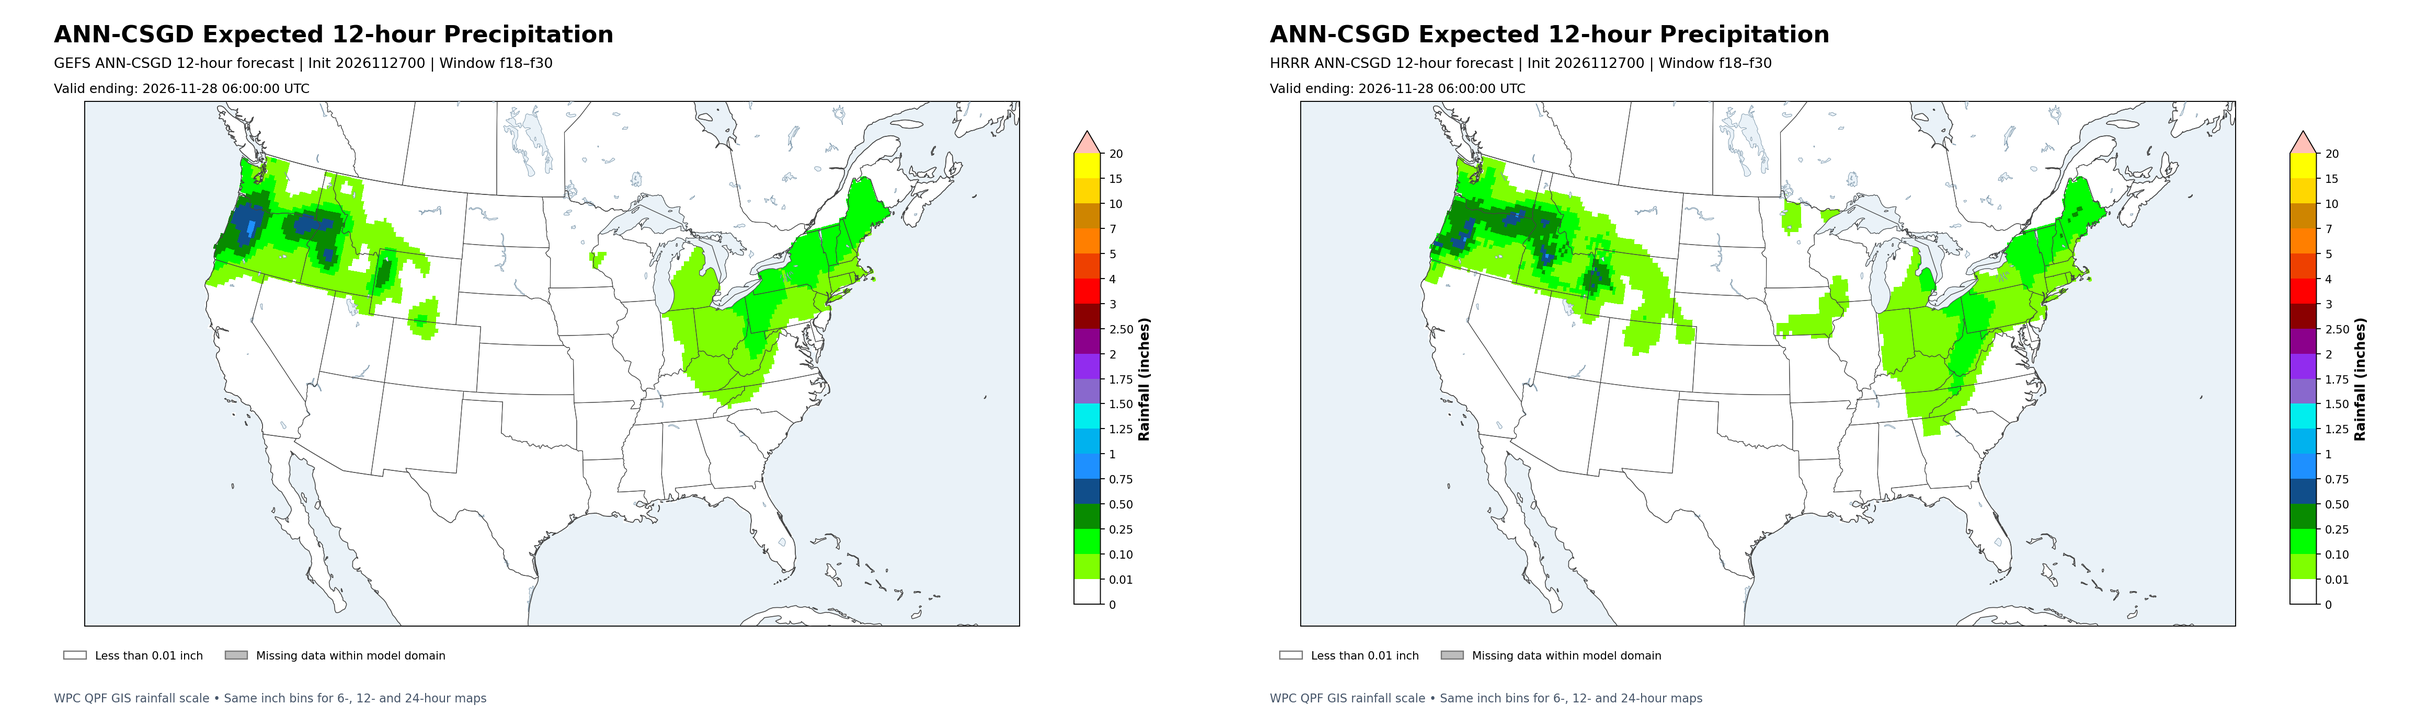 ANN-CSGD Expected 12-hour Precipitation
GEFS ANN-CSGD 12-hour forecast | Init 2026112700 | Window f18–f30
Valid ending: 2026-11-28 06:00:00 UTC
20
15
10
7
5
4
3
2.50
2
1.75
1.50
1.25
1
0.75
0.50
0.25
0.10
0.01
0
Rainfall (inches)
Less than 0.01 inch
Missing data within model domain
WPC QPF GIS rainfall scale • Same inch bins for 6-, 12- and 24-hour maps
ANN-CSGD Expected 12-hour Precipitation
HRRR ANN-CSGD 12-hour forecast | Init 2026112700 | Window f18–f30
Valid ending: 2026-11-28 06:00:00 UTC
20
15
10
7
5
4
3
2.50
2
1.75
1.50
1.25
1
0.75
0.50
0.25
0.10
0.01
0
Rainfall (inches)
Less than 0.01 inch
Missing data within model domain
WPC QPF GIS rainfall scale • Same inch bins for 6-, 12- and 24-hour maps